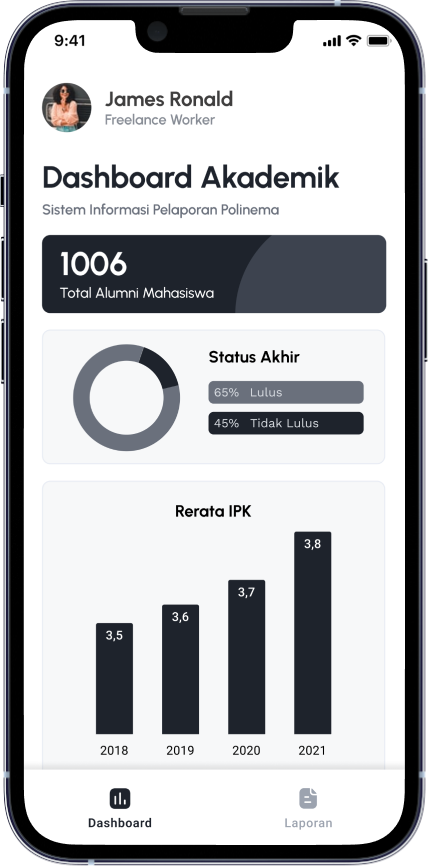 9:41
James Ronald
Freelance Worker
Dashboard Akademik
Sistem Informasi Pelaporan Polinema
1006
Total Alumni Mahasiswa
Status Akhir
65% Lulus
45% Tidak Lulus
Rerata IPK
3,5
3,6
3,7
3,8
2018 2019 2020 2021
Dashboard Laporan